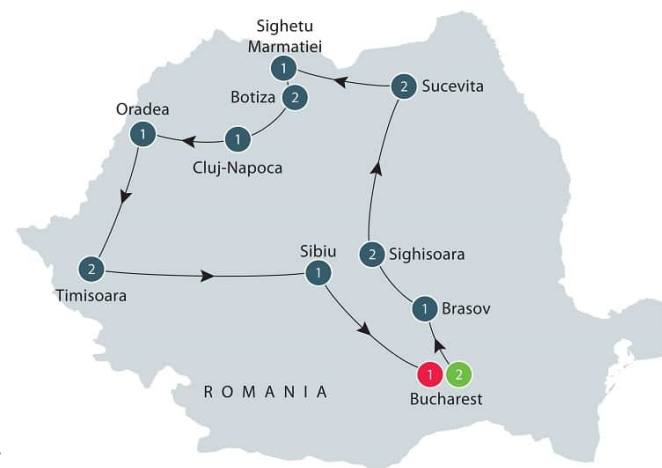 Sighetu
Marmatiei
1
2
Sucevita
Botiza
2
Oradea
1
1
Cluj-Napoca
Sibiu
1
2
Sighisoara
2
Timisoara
1
Brasov
1
2
Bucharest
ROMANIA